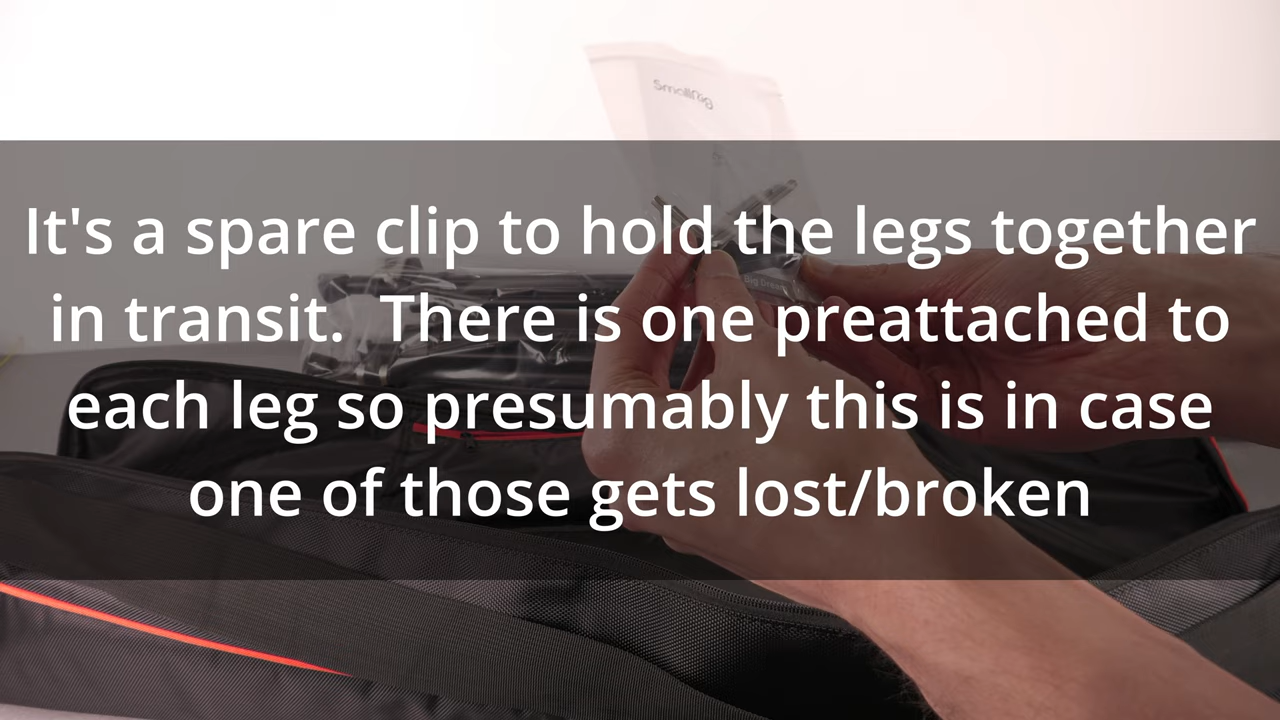 SmallRig
It's a spare clip to hold the legs together
in transit.  There is one preattached to
each leg so presumably this is in case
one of those gets lost/broken